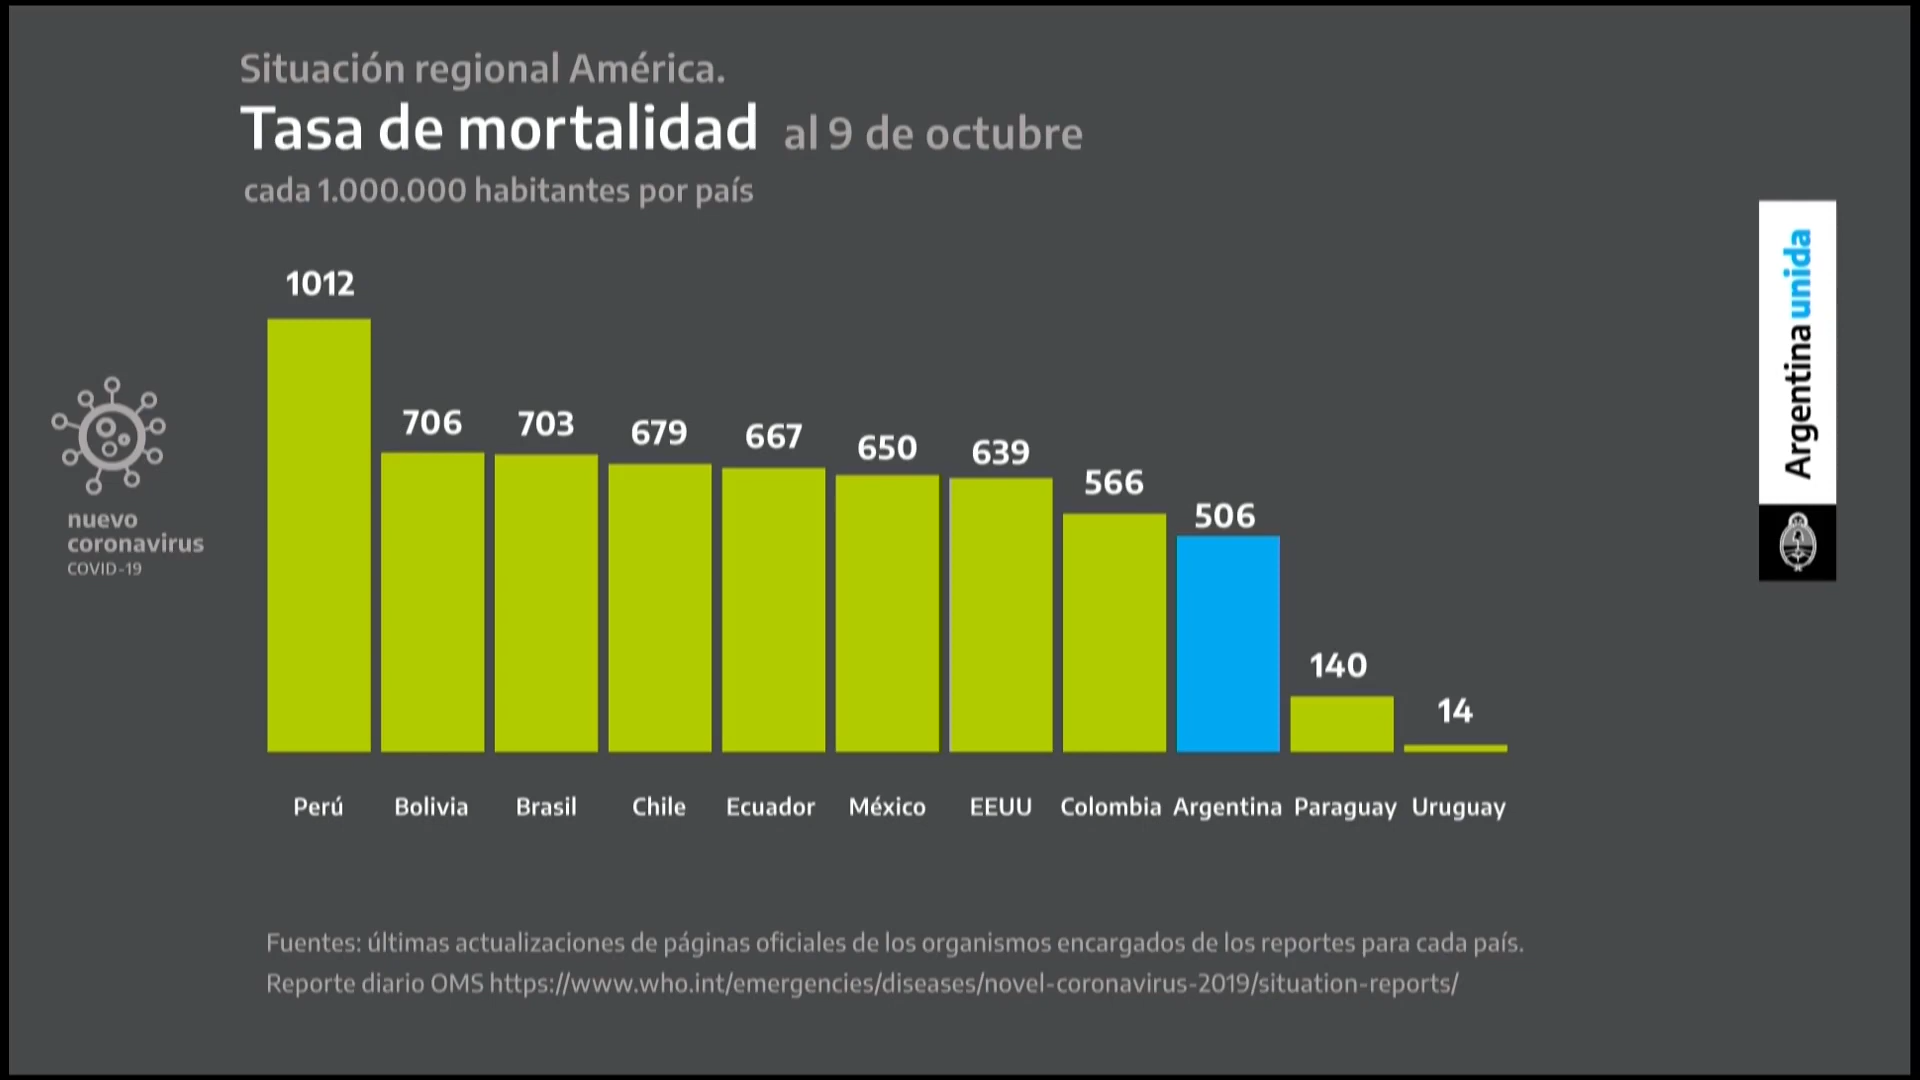 Situación regional América.
Tasa de mortalidad al 9 de octubre
cada 1.000.000 habitantes por país
1012
706
703
679
667
650
639
566
506
140
14
Perú
Bolivia
Brasil
Chile
Ecuador
México
EEUU
Colombia
Argentina
Paraguay
Uruguay
nuevo
coronavirus
COVID-19
Argentina unida
Fuentes: últimas actualizaciones de páginas oficiales de los organismos encargados de los reportes para cada país.
Reporte diario OMS https://www.who.int/emergencies/diseases/novel-coronavirus-2019/situation-reports/